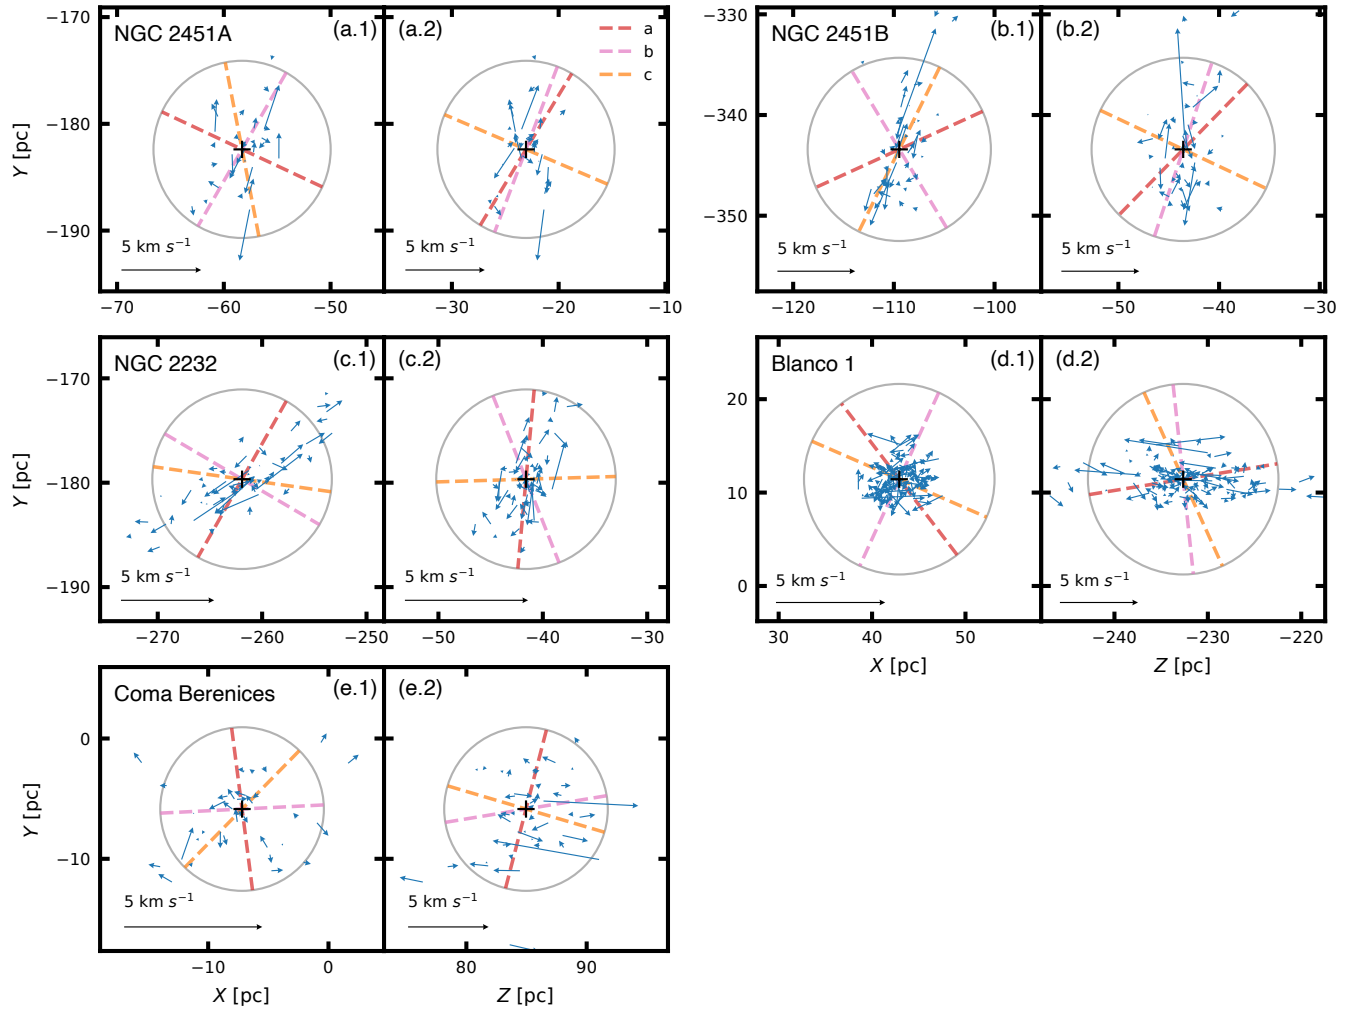 NGC 2451A (a.1) (a.2)
a
b
c
−170
−180
−190
Y [pc]
5 km s⁻¹ 5 km s⁻¹
−70 −60 −50 −30 −20 −10
NGC 2451B (b.1) (b.2)
−330
−340
−350
Y [pc]
5 km s⁻¹ 5 km s⁻¹
−120 −110 −100 −50 −40 −30
NGC 2232 (c.1) (c.2)
−170
−180
−190
Y [pc]
5 km s⁻¹ 5 km s⁻¹
−270 −260 −250 −50 −40 −30
Blanco 1 (d.1) (d.2)
20
10
0
Y [pc]
5 km s⁻¹ 5 km s⁻¹
30 40 50 −240 −230 −220
X [pc] Z [pc]
Coma Berenices (e.1) (e.2)
0
−10
Y [pc]
5 km s⁻¹ 5 km s⁻¹
−10 0 80 90
X [pc] Z [pc]